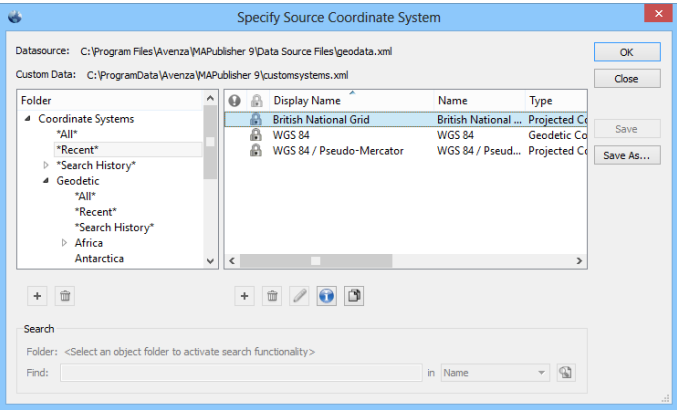 Specify Source Coordinate System
Datasource: C:\Program Files\Avenza\MAPublisher 9\Data Source Files\geodata.xml
OK
Custom Data: C:\ProgramData\Avenza\MAPublisher 9\customsystems.xml
Close
Folder
Display Name Name Type
Coordinate Systems
*All*
*Recent*
*Search History*
Geodetic
*All*
*Recent*
*Search History*
Africa
Antarctica
British National Grid British National ... Projected Co
WGS 84 WGS 84 Geodetic Co
WGS 84 / Pseudo-Mercator WGS 84 / Pseud... Projected Co
Save
Save As...
Search
Folder: <Select an object folder to activate search functionality>
Find: in Name